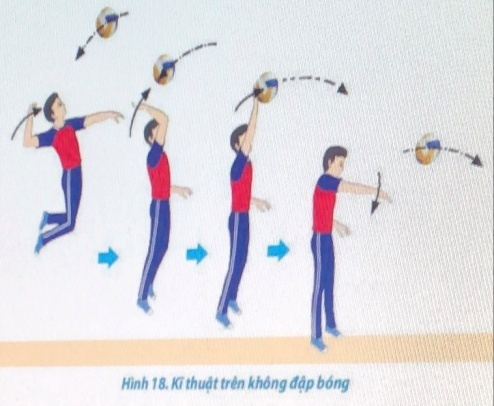 Hình 18. Kĩ thuật trên không đập bóng